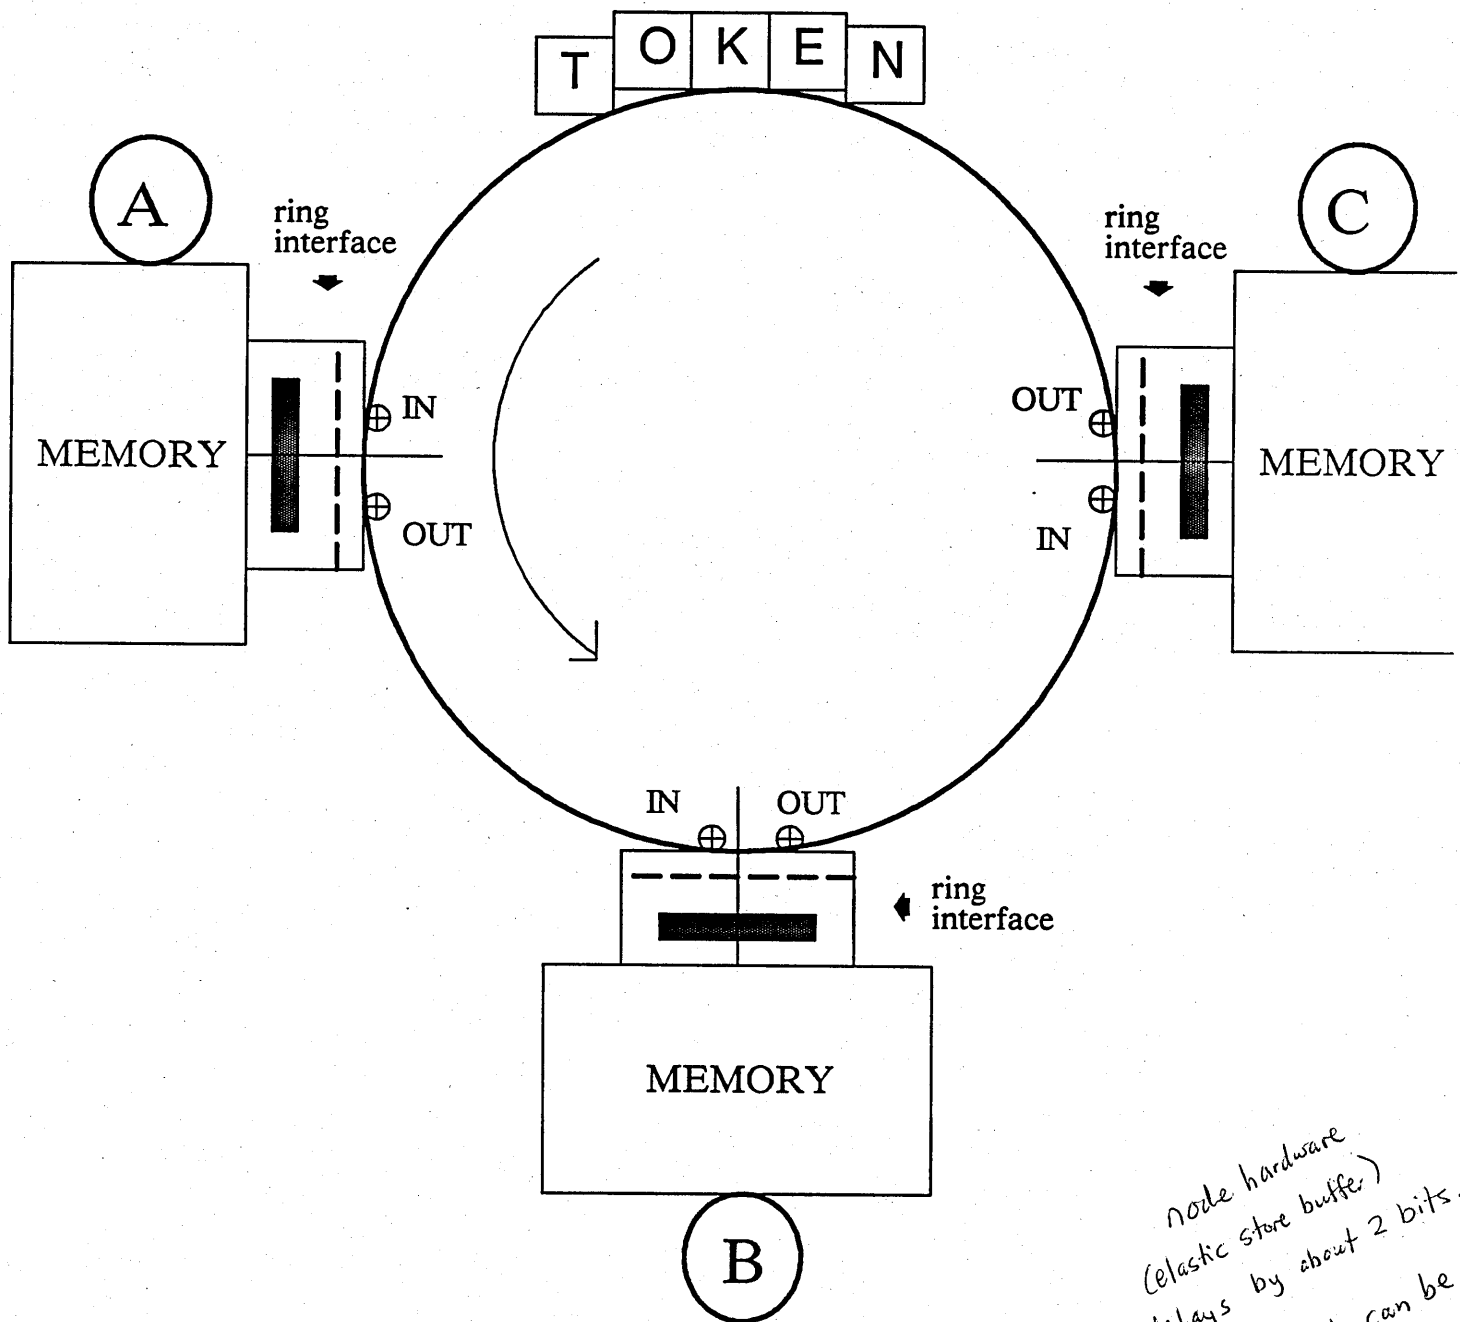 TOKEN
A
ring
interface
ring
interface
C
IN
OUT
MEMORY
MEMORY
OUT
IN
IN
OUT
ring
interface
MEMORY
B
node hardware
(elastic store buffer)
by about 2 bits.
can be